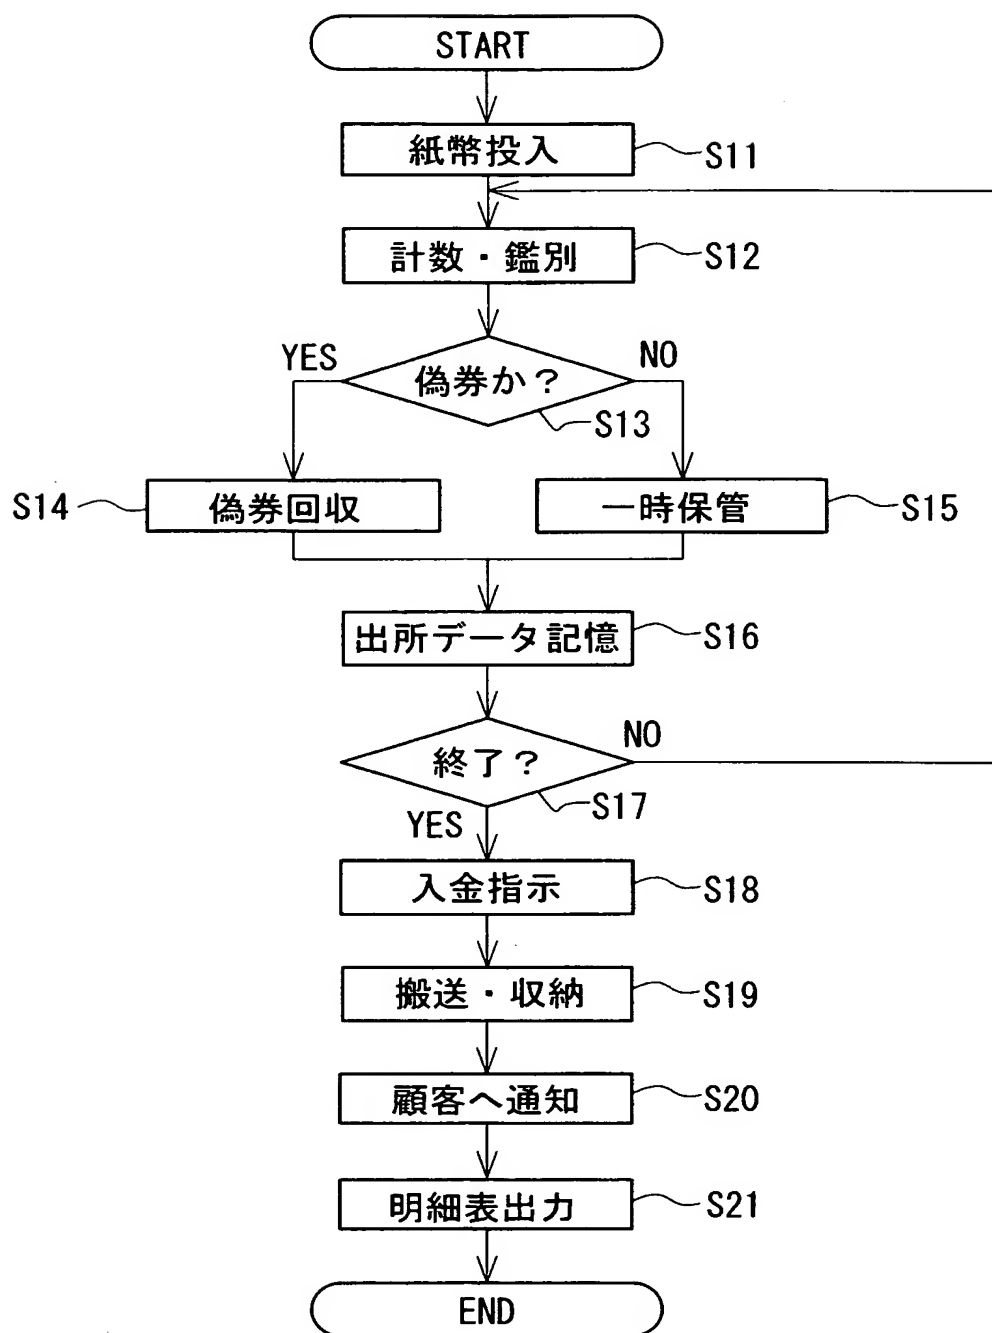 START
紙幣投入
S11
計数・鑑別
S12
YES
NO
偽券か？
S13
S14
偽券回収
一時保管
S15
出所データ記憶
S16
NO
終了？
S17
YES
入金指示
S18
搬送・収納
S19
顧客へ通知
S20
明細表出力
S21
END